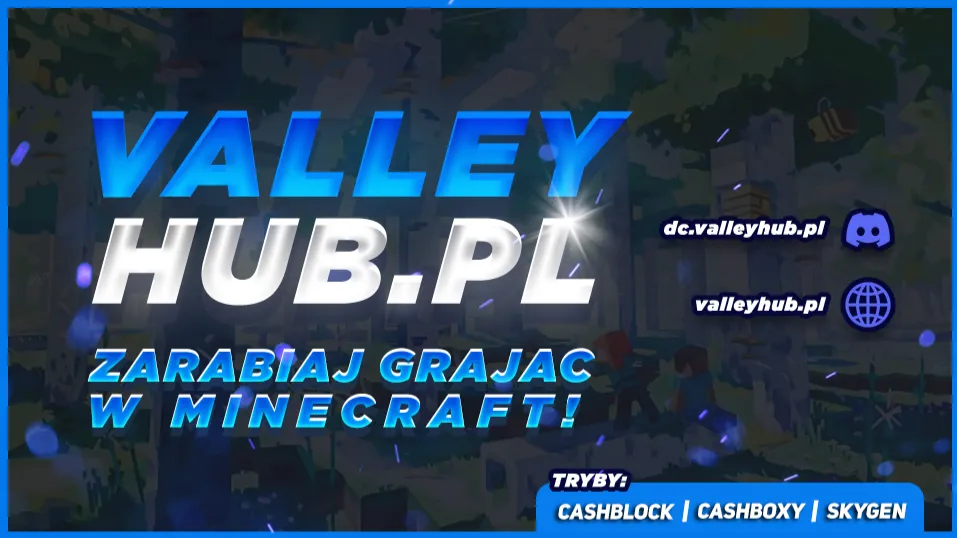 VALLEY
HUB.PL
ZARABIAJ GRAJAC
W MINECRAFT!
dc.valleyhub.pl
valleyhub.pl
TRYBY:
CASHBLOCK | CASHBOXY | SKYGEN